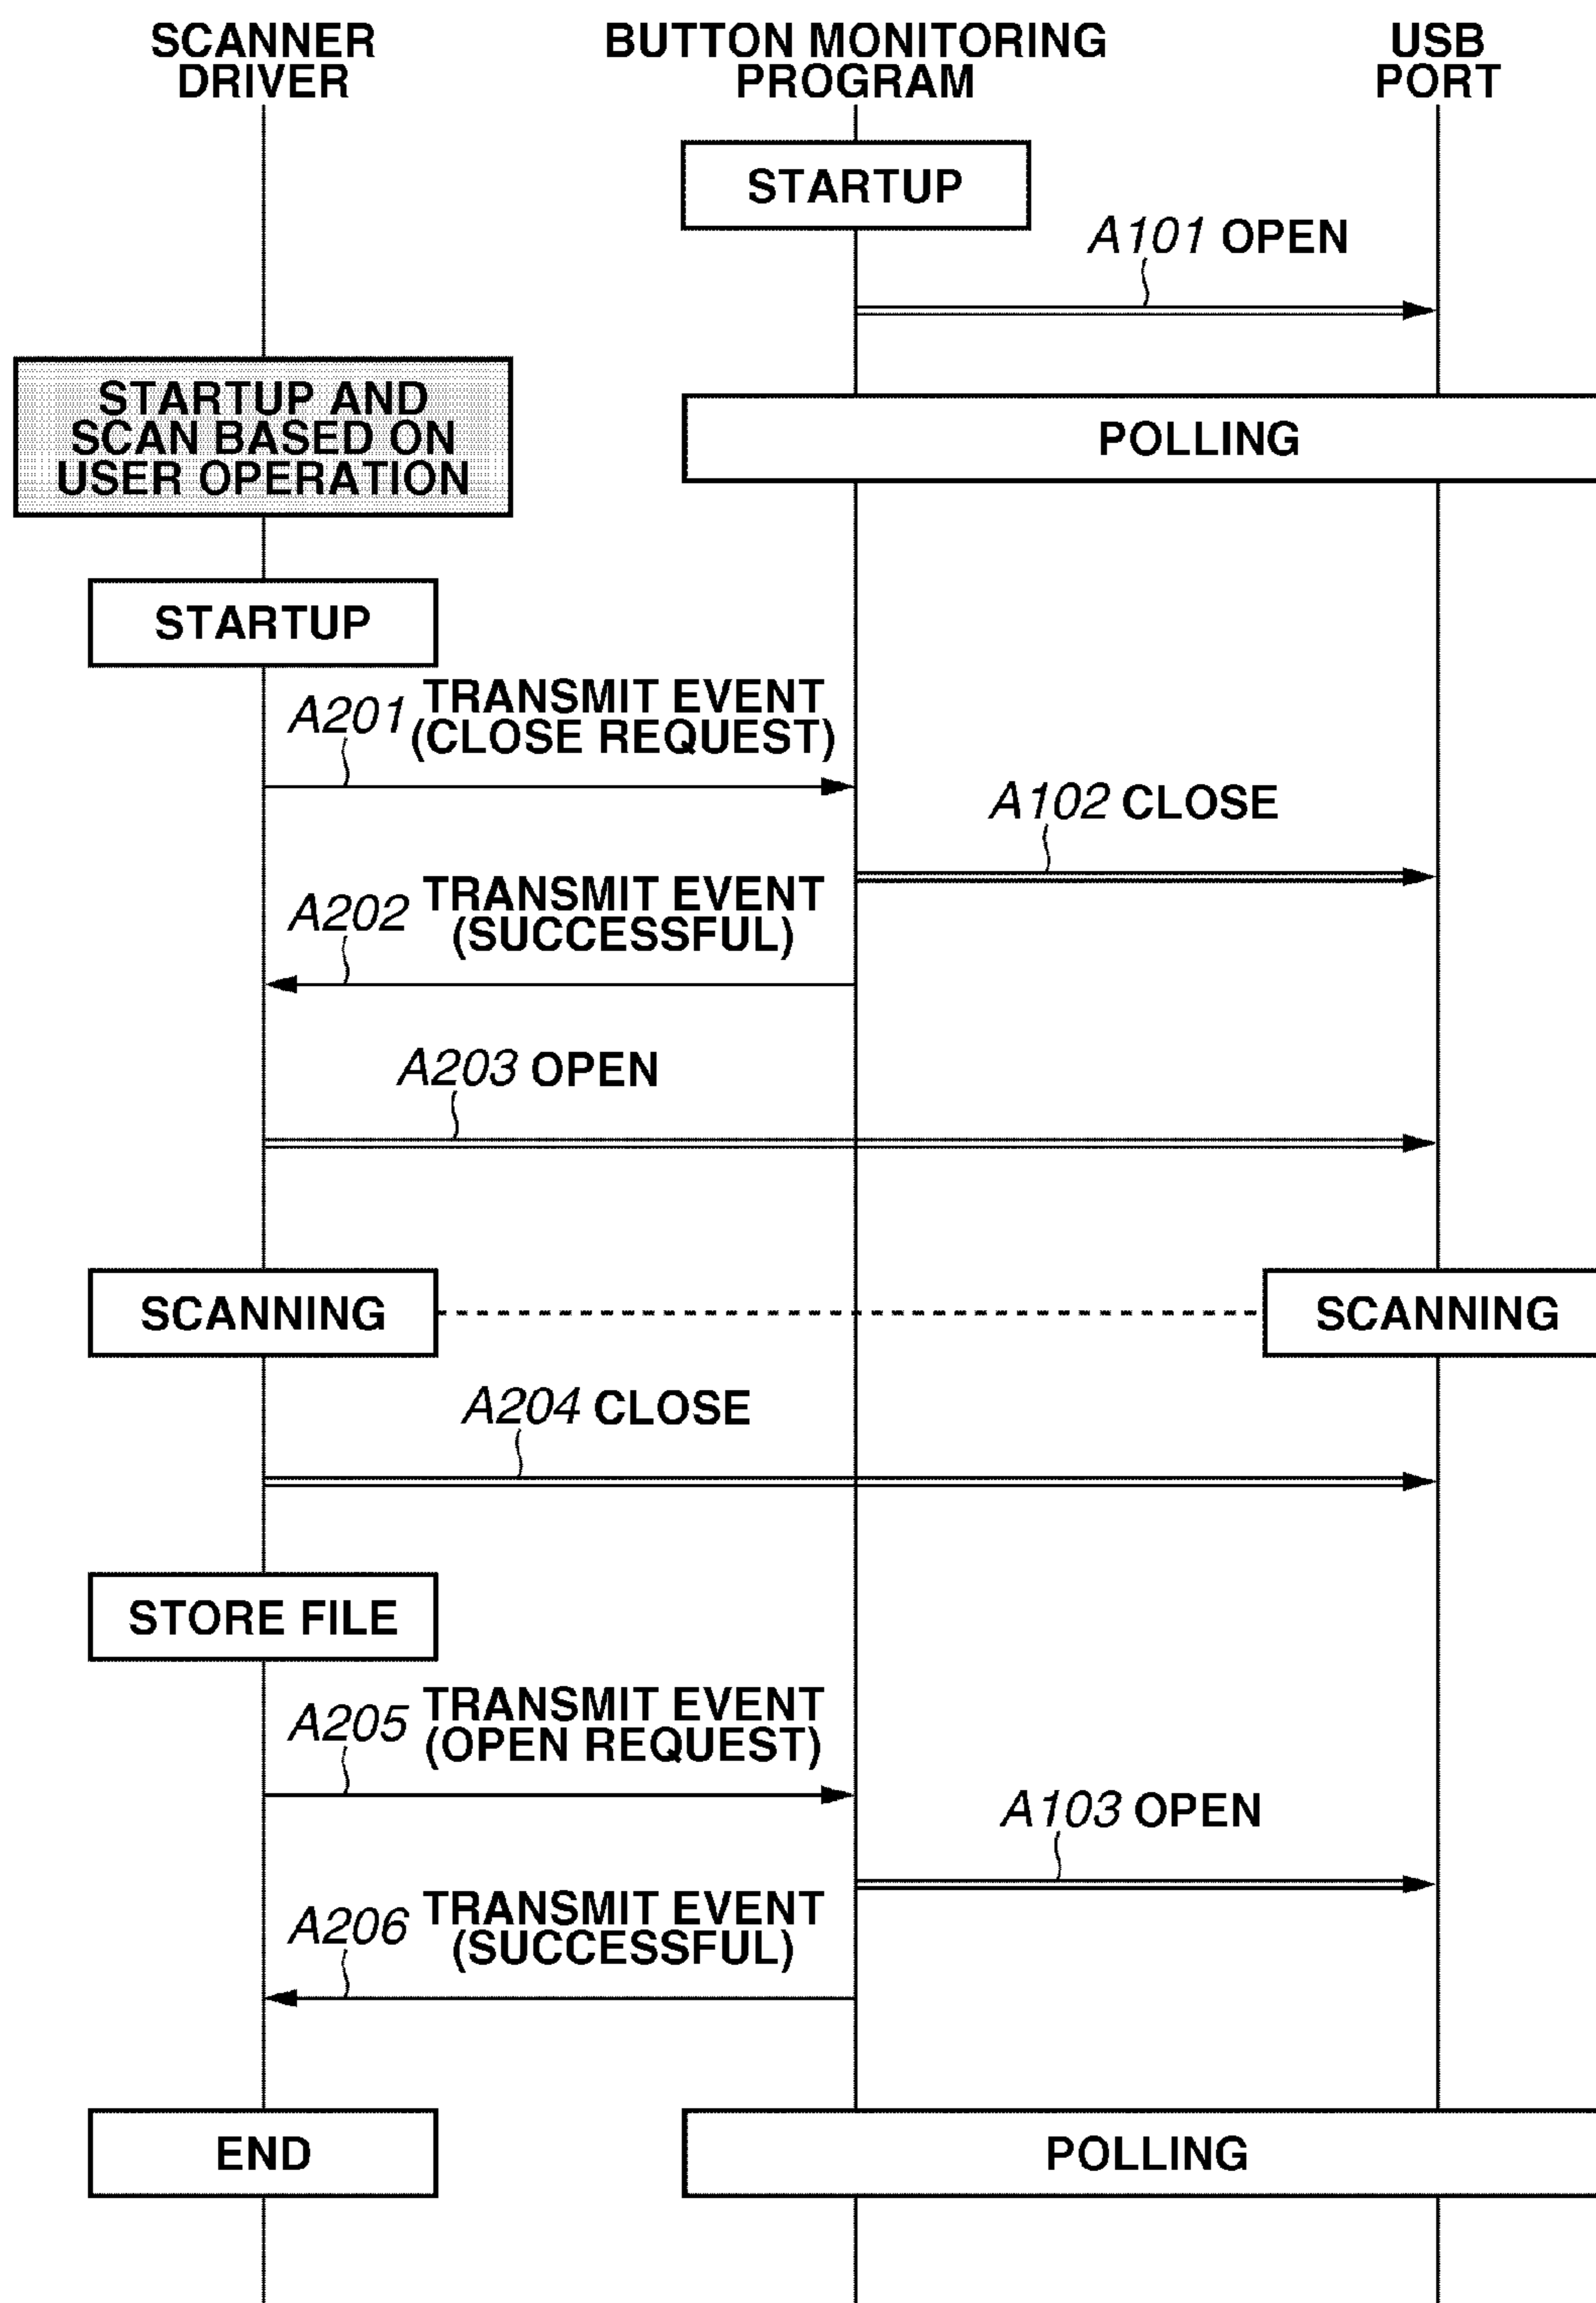 SCANNER
DRIVER
BUTTON MONITORING
PROGRAM
USB
PORT
STARTUP
A101 OPEN
STARTUP AND
SCAN BASED ON
USER OPERATION
POLLING
STARTUP
A201 TRANSMIT EVENT
(CLOSE REQUEST)
A102 CLOSE
A202 TRANSMIT EVENT
(SUCCESSFUL)
A203 OPEN
SCANNING
SCANNING
A204 CLOSE
STORE FILE
A205 TRANSMIT EVENT
(OPEN REQUEST)
A103 OPEN
A206 TRANSMIT EVENT
(SUCCESSFUL)
END
POLLING